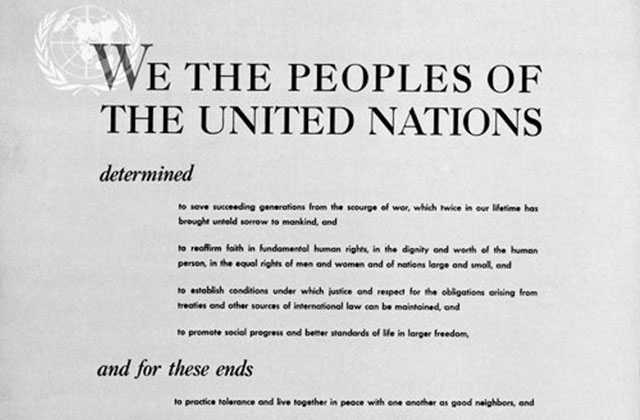 WE THE PEOPLES OF
THE UNITED NATIONS
determined
to save succeeding generations from the scourge of war, which twice in our lifetime has
brought untold sorrow to mankind, and
to reaffirm faith in fundamental human rights, in the dignity and worth of the human
person, in the equal rights of men and women and of nations large and small, and
to establish conditions under which justice and respect for the obligations arising from
treaties and other sources of international law can be maintained, and
to promote social progress and better standards of life in larger freedom,
and for these ends
to practice tolerance and live together in peace with one another as good neighbors, and